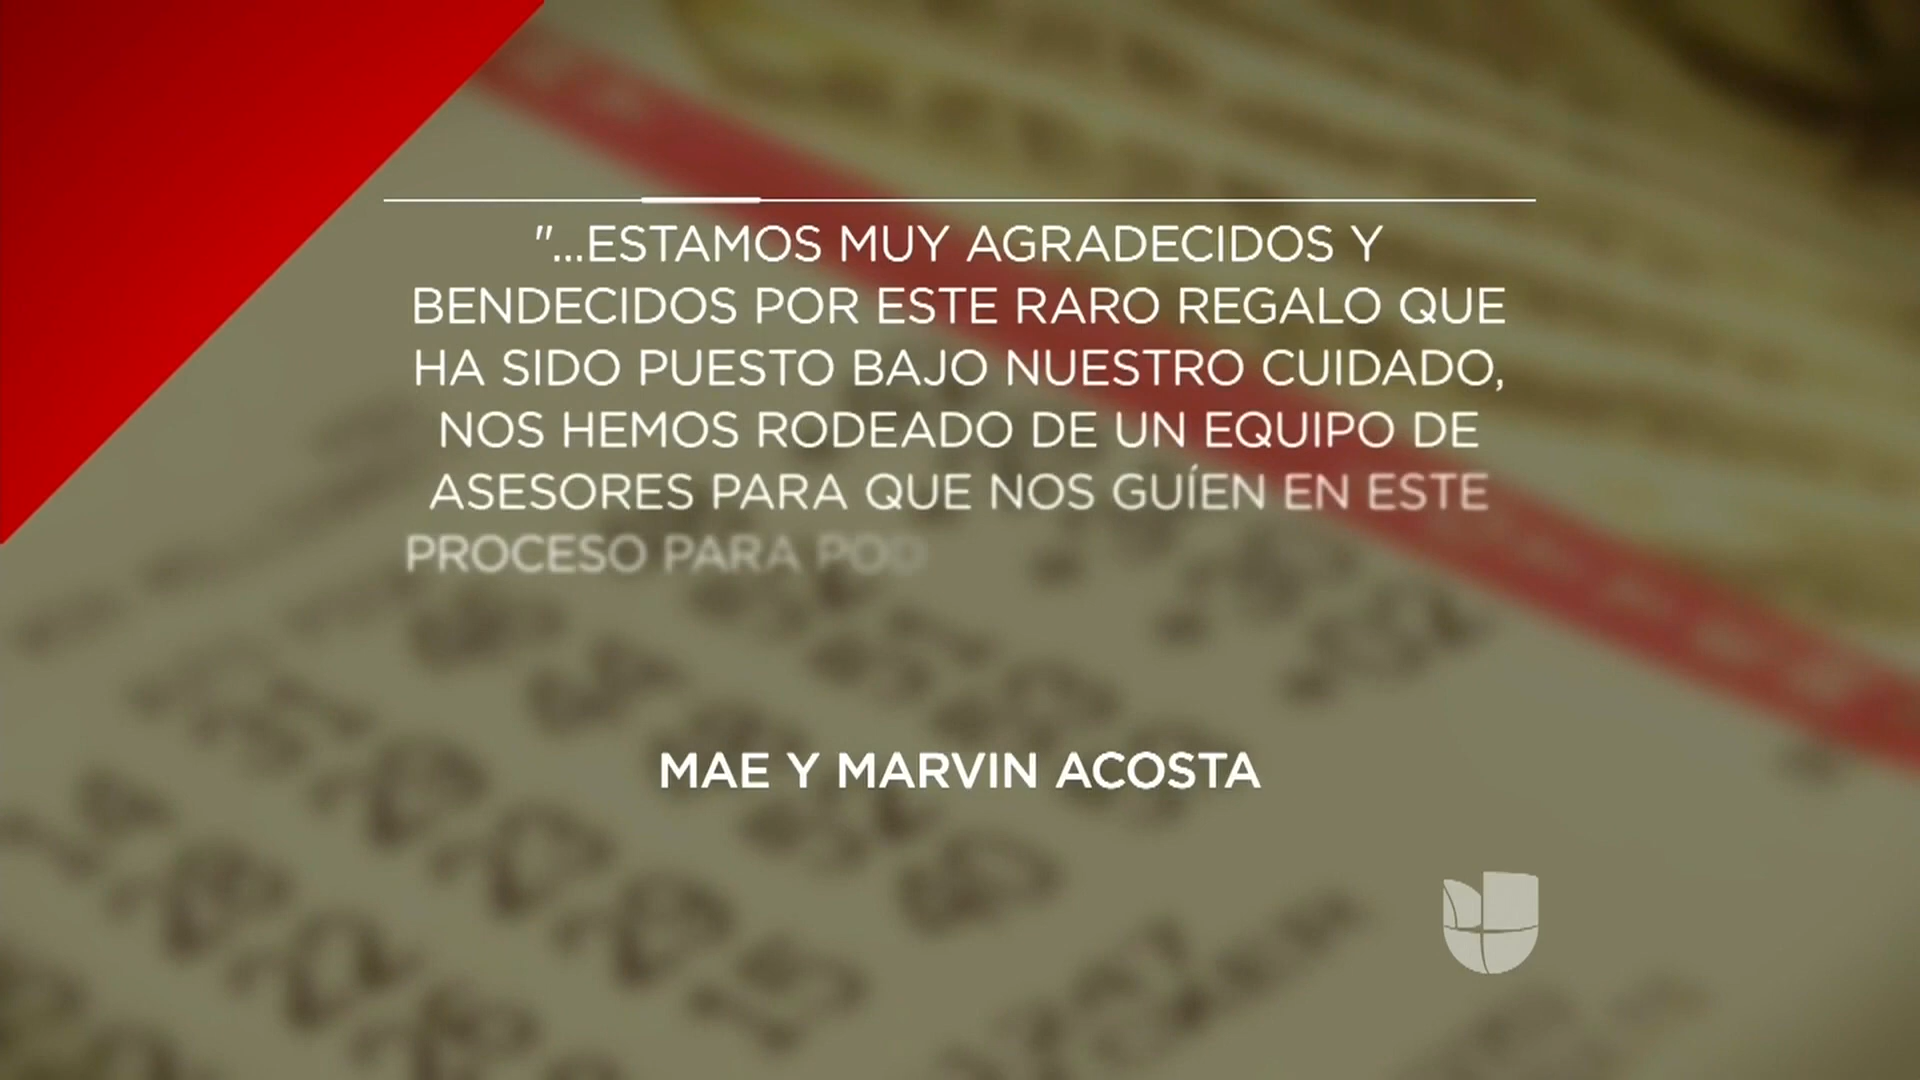 "...ESTAMOS MUY AGRADECIDOS Y
BENDECIDOS POR ESTE RARO REGALO QUE
HA SIDO PUESTO BAJO NUESTRO CUIDADO,
NOS HEMOS RODEADO DE UN EQUIPO DE
ASESORES PARA QUE NOS GUÍEN EN ESTE
PROCESO PARA
MAE Y MARVIN ACOSTA